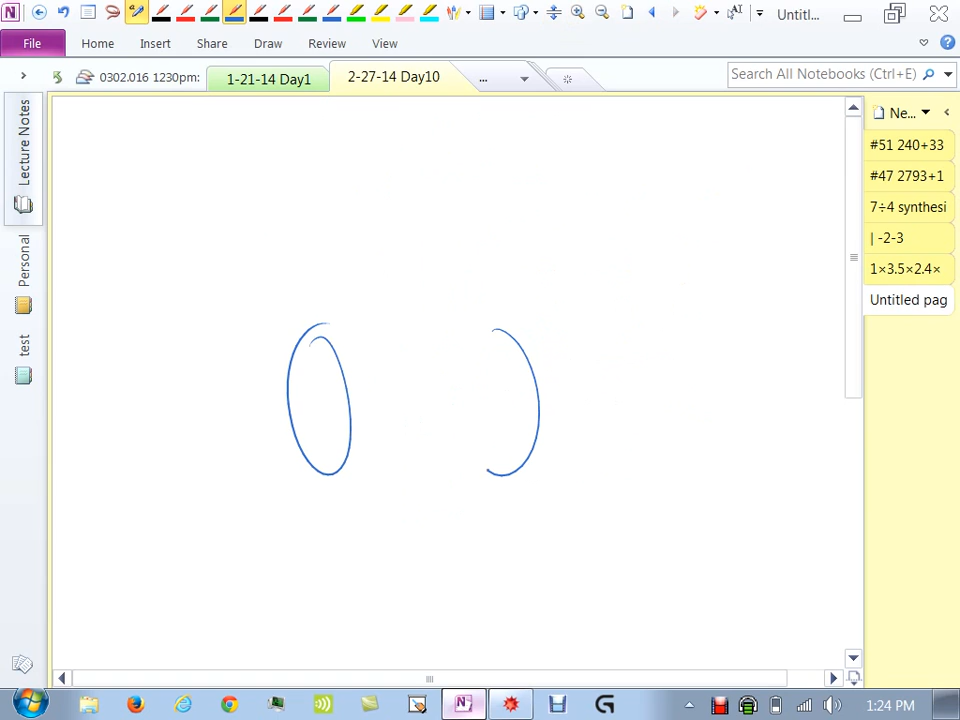 Untitl...
File Home Insert Share Draw Review View
0302.016 1230pm: 1-21-14 Day1 2-27-14 Day10 ... Search All Notebooks (Ctrl+E)
Lecture Notes
Personal
test
Ne...
#51 240+33
#47 2793+1
7÷4 synthesi
| -2-3
1×3.5×2.4×
Untitled pag
0 )
1:24 PM